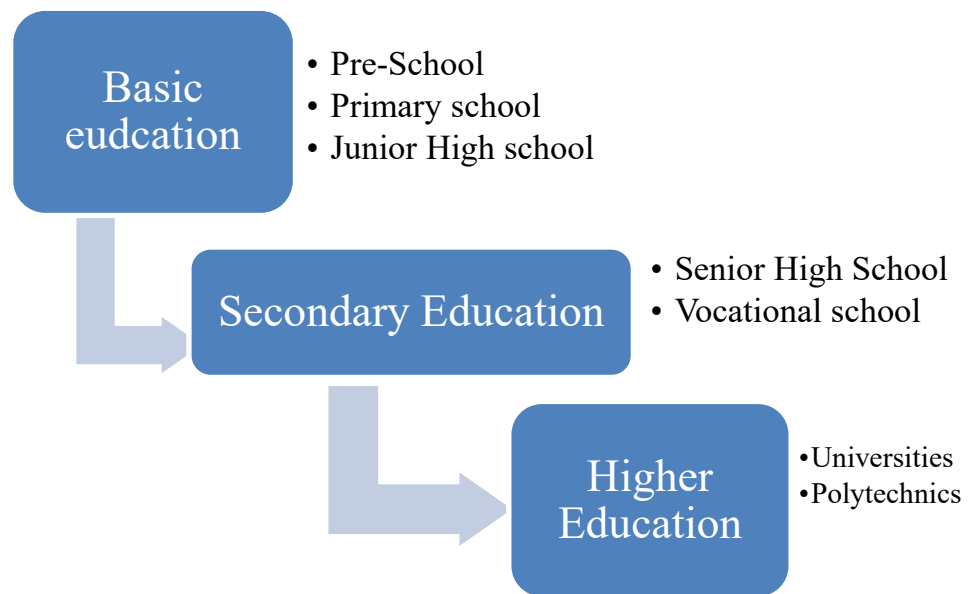 Basic
eudcation
• Pre-School
• Primary school
• Junior High school
Secondary Education
• Senior High School
• Vocational school
Higher
Education
•Universities
•Polytechnics